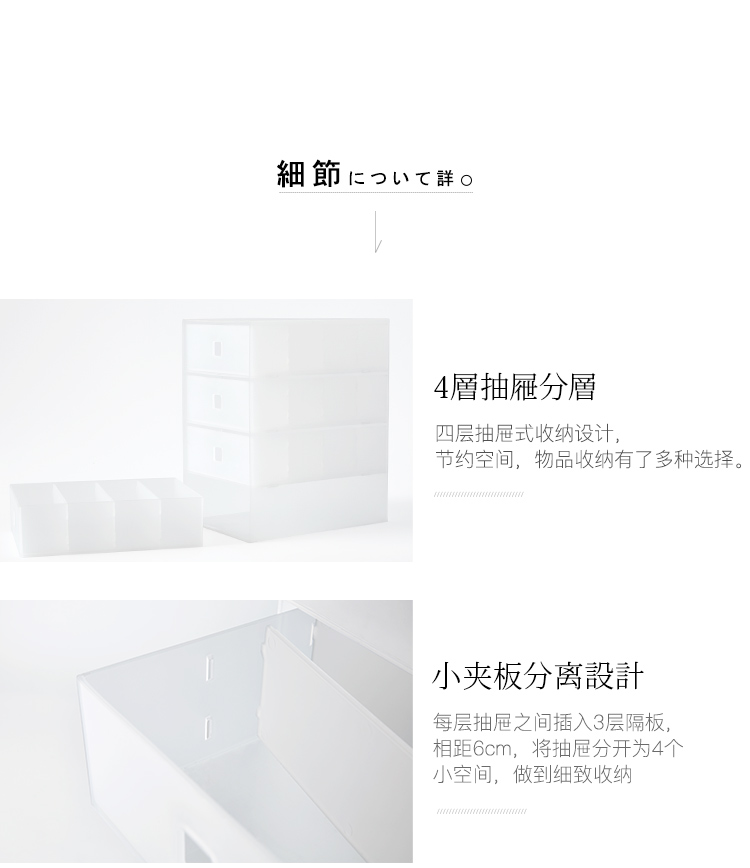 細節について詳。
4層抽屜分層
四层抽屉式收纳设计，
节约空间，物品收纳有了多种选择。
小夹板分离設計
每层抽屉之间插入3层隔板，
相距6cm，将抽屉分开为4个
小空间，做到细致收纳